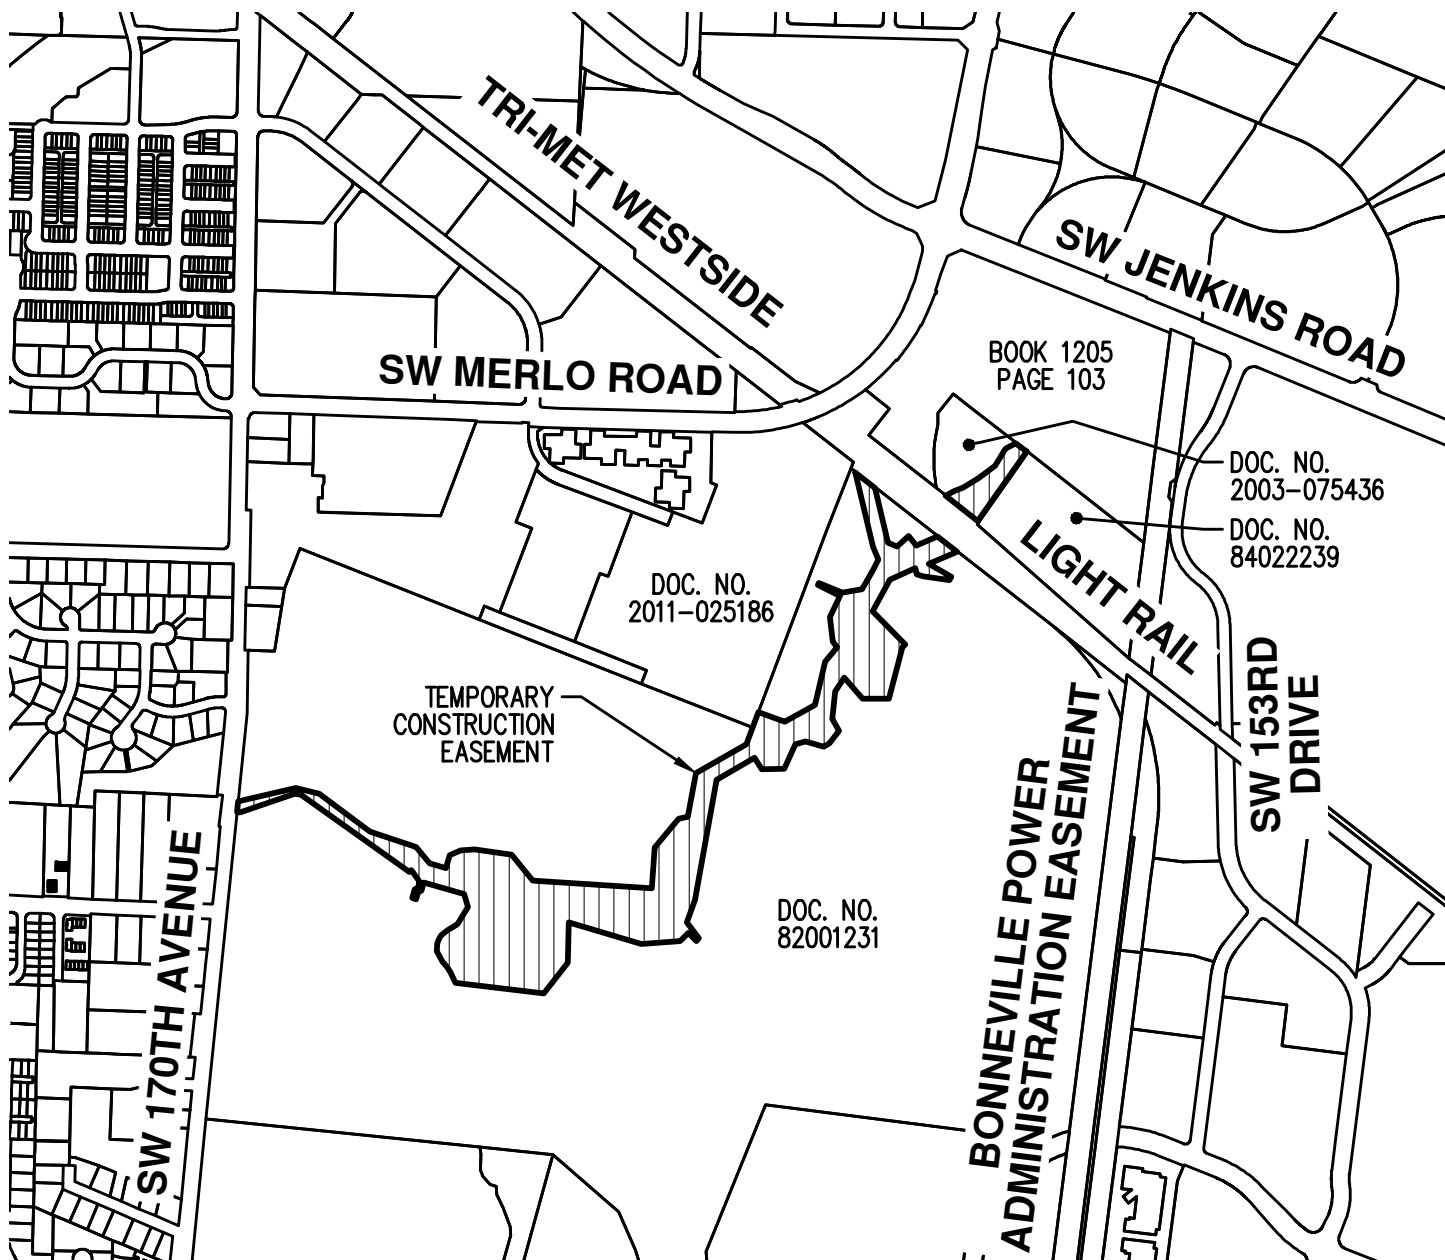 TRI-MET WESTSIDE
SW JENKINS ROAD
BOOK 1205
PAGE 103
SW MERLO ROAD
DOC. NO.
2003-075436
DOC. NO.
84022239
LIGHT RAIL
DOC. NO.
2011-025186
TEMPORARY
CONSTRUCTION
EASEMENT
SW 153RD
DRIVE
BONNEVILLE POWER
ADMINISTRATION EASEMENT
DOC. NO.
82001231
SW 170TH AVENUE